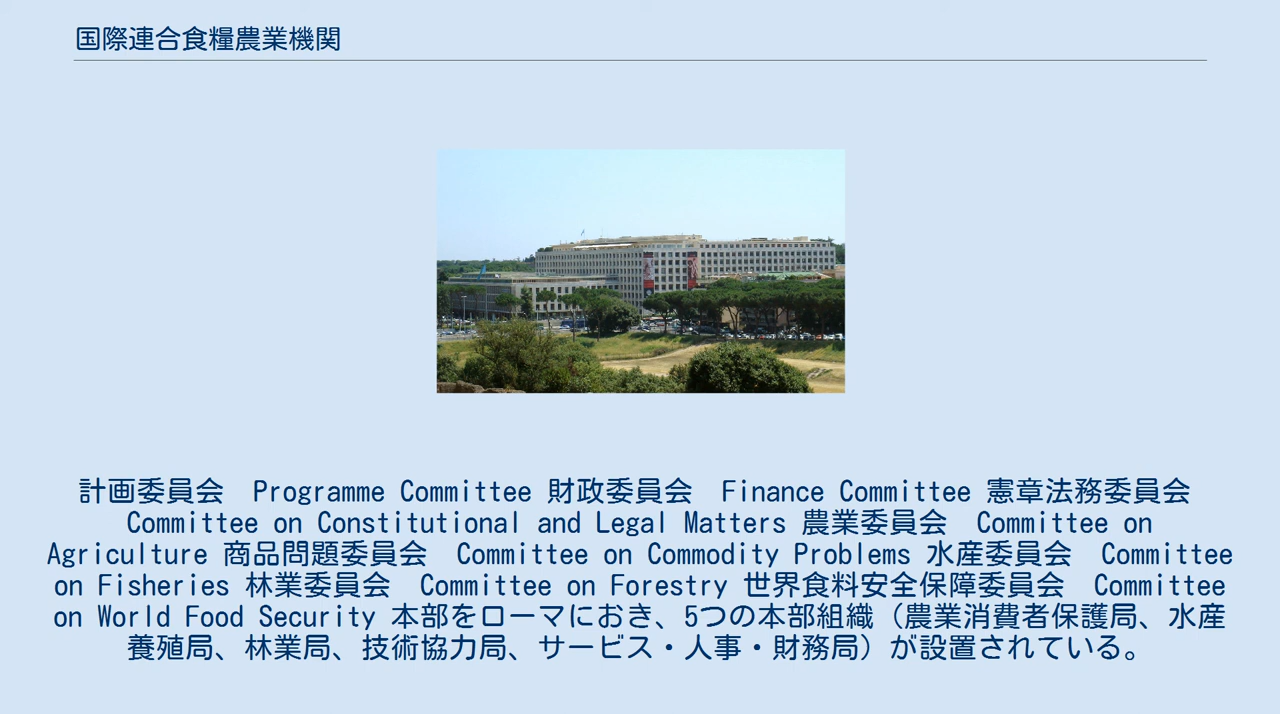 国際連合食糧農業機関
計画委員会　Programme Committee 財政委員会　Finance Committee 憲章法務委員会
Committee on Constitutional and Legal Matters 農業委員会　Committee on
Agriculture 商品問題委員会　Committee on Commodity Problems 水産委員会　Committee
on Fisheries 林業委員会　Committee on Forestry 世界食料安全保障委員会　Committee
on World Food Security 本部をローマにおき、5つの本部組織（農業消費者保護局、水産
養殖局、林業局、技術協力局、サービス・人事・財務局）が設置されている。